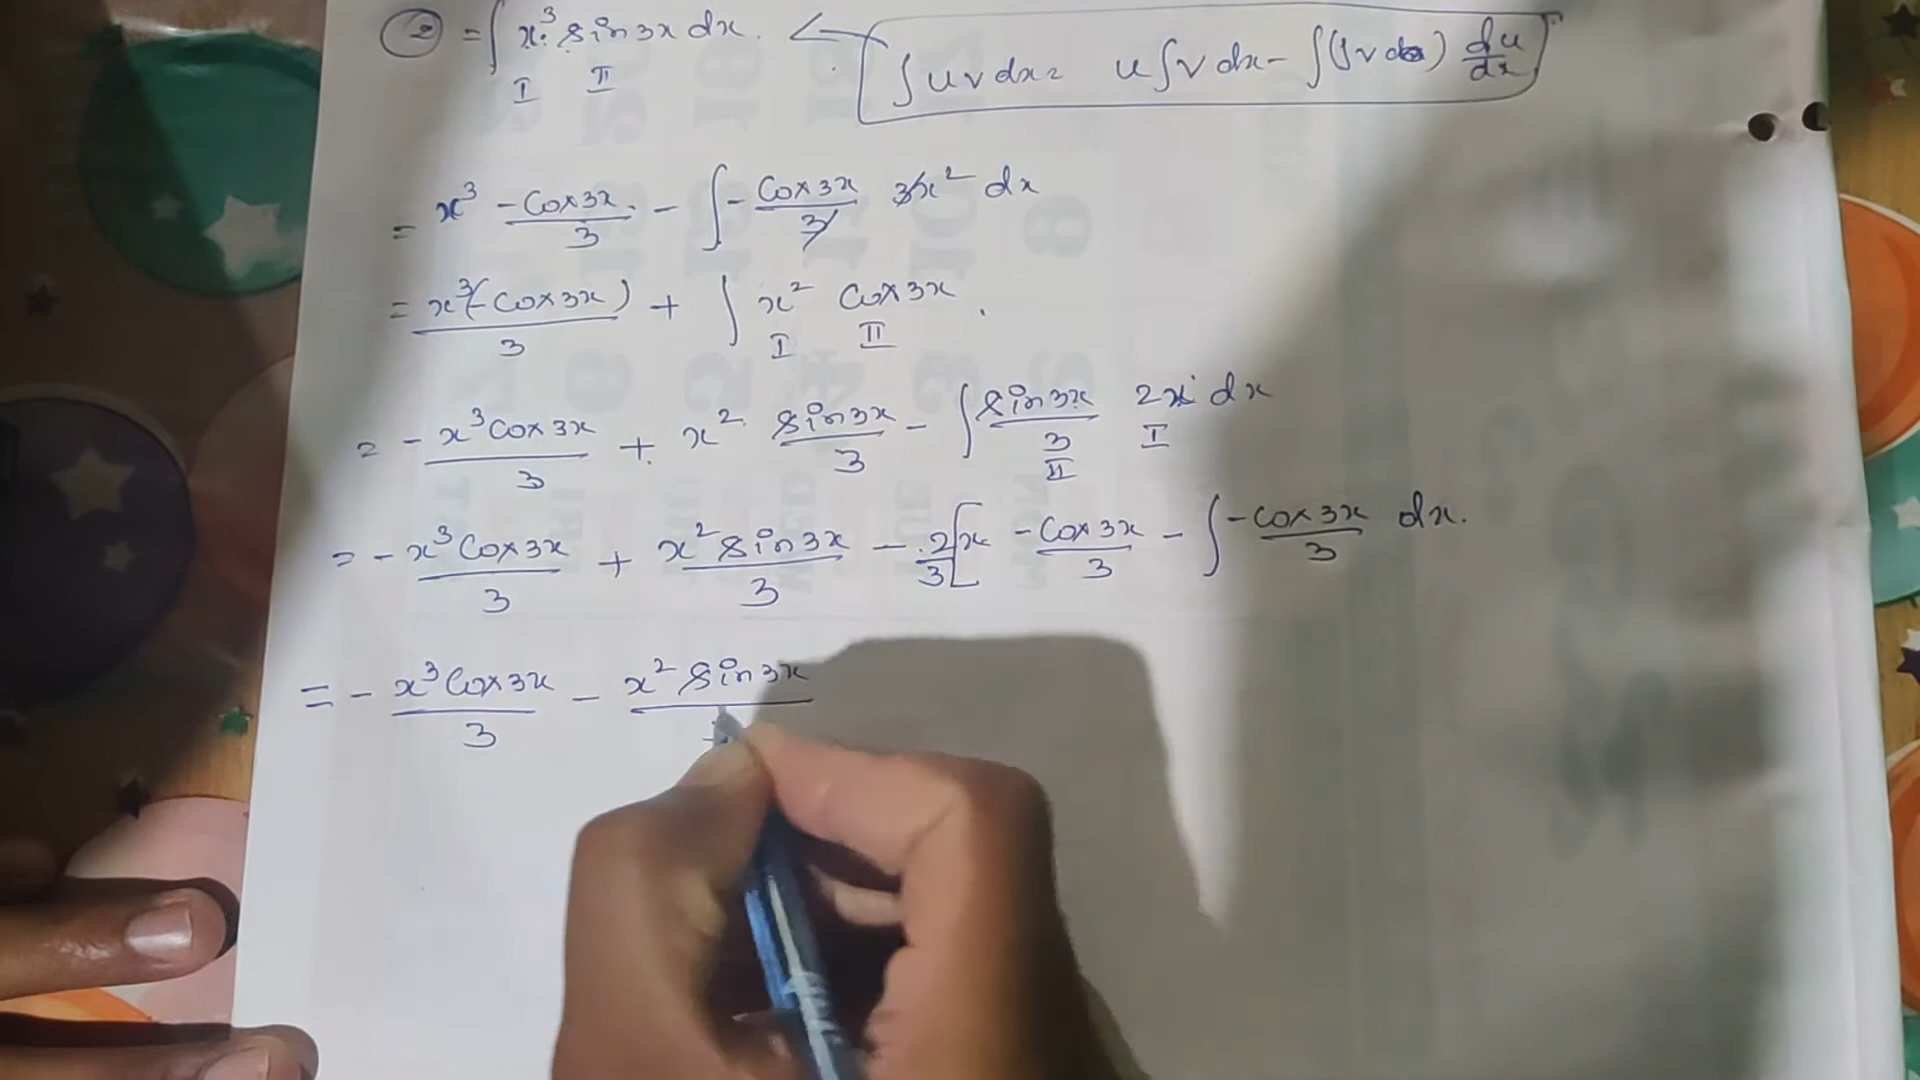 ② = ∫ x³. sin 3x dx. ← ∫ u v dx = u ∫ v dx - ∫ (∫ v dx) du/dx
I II
= x³ -Cos 3x/3 . - ∫ - Cos 3x/3 3x² dx
= x³(- Cos 3x)/3 + ∫ x² Cos 3x .
I II
= - x³ Cos 3x/3 + x² sin 3x/3 - ∫ sin 3x/3 2x dx
II I
= - x³ Cos 3x/3 + x² sin 3x/3 - 2/3 [ x -Cos 3x/3 - ∫ -Cos 3x/3 dx.
= - x³ Cos 3x/3 - x² sin 3x